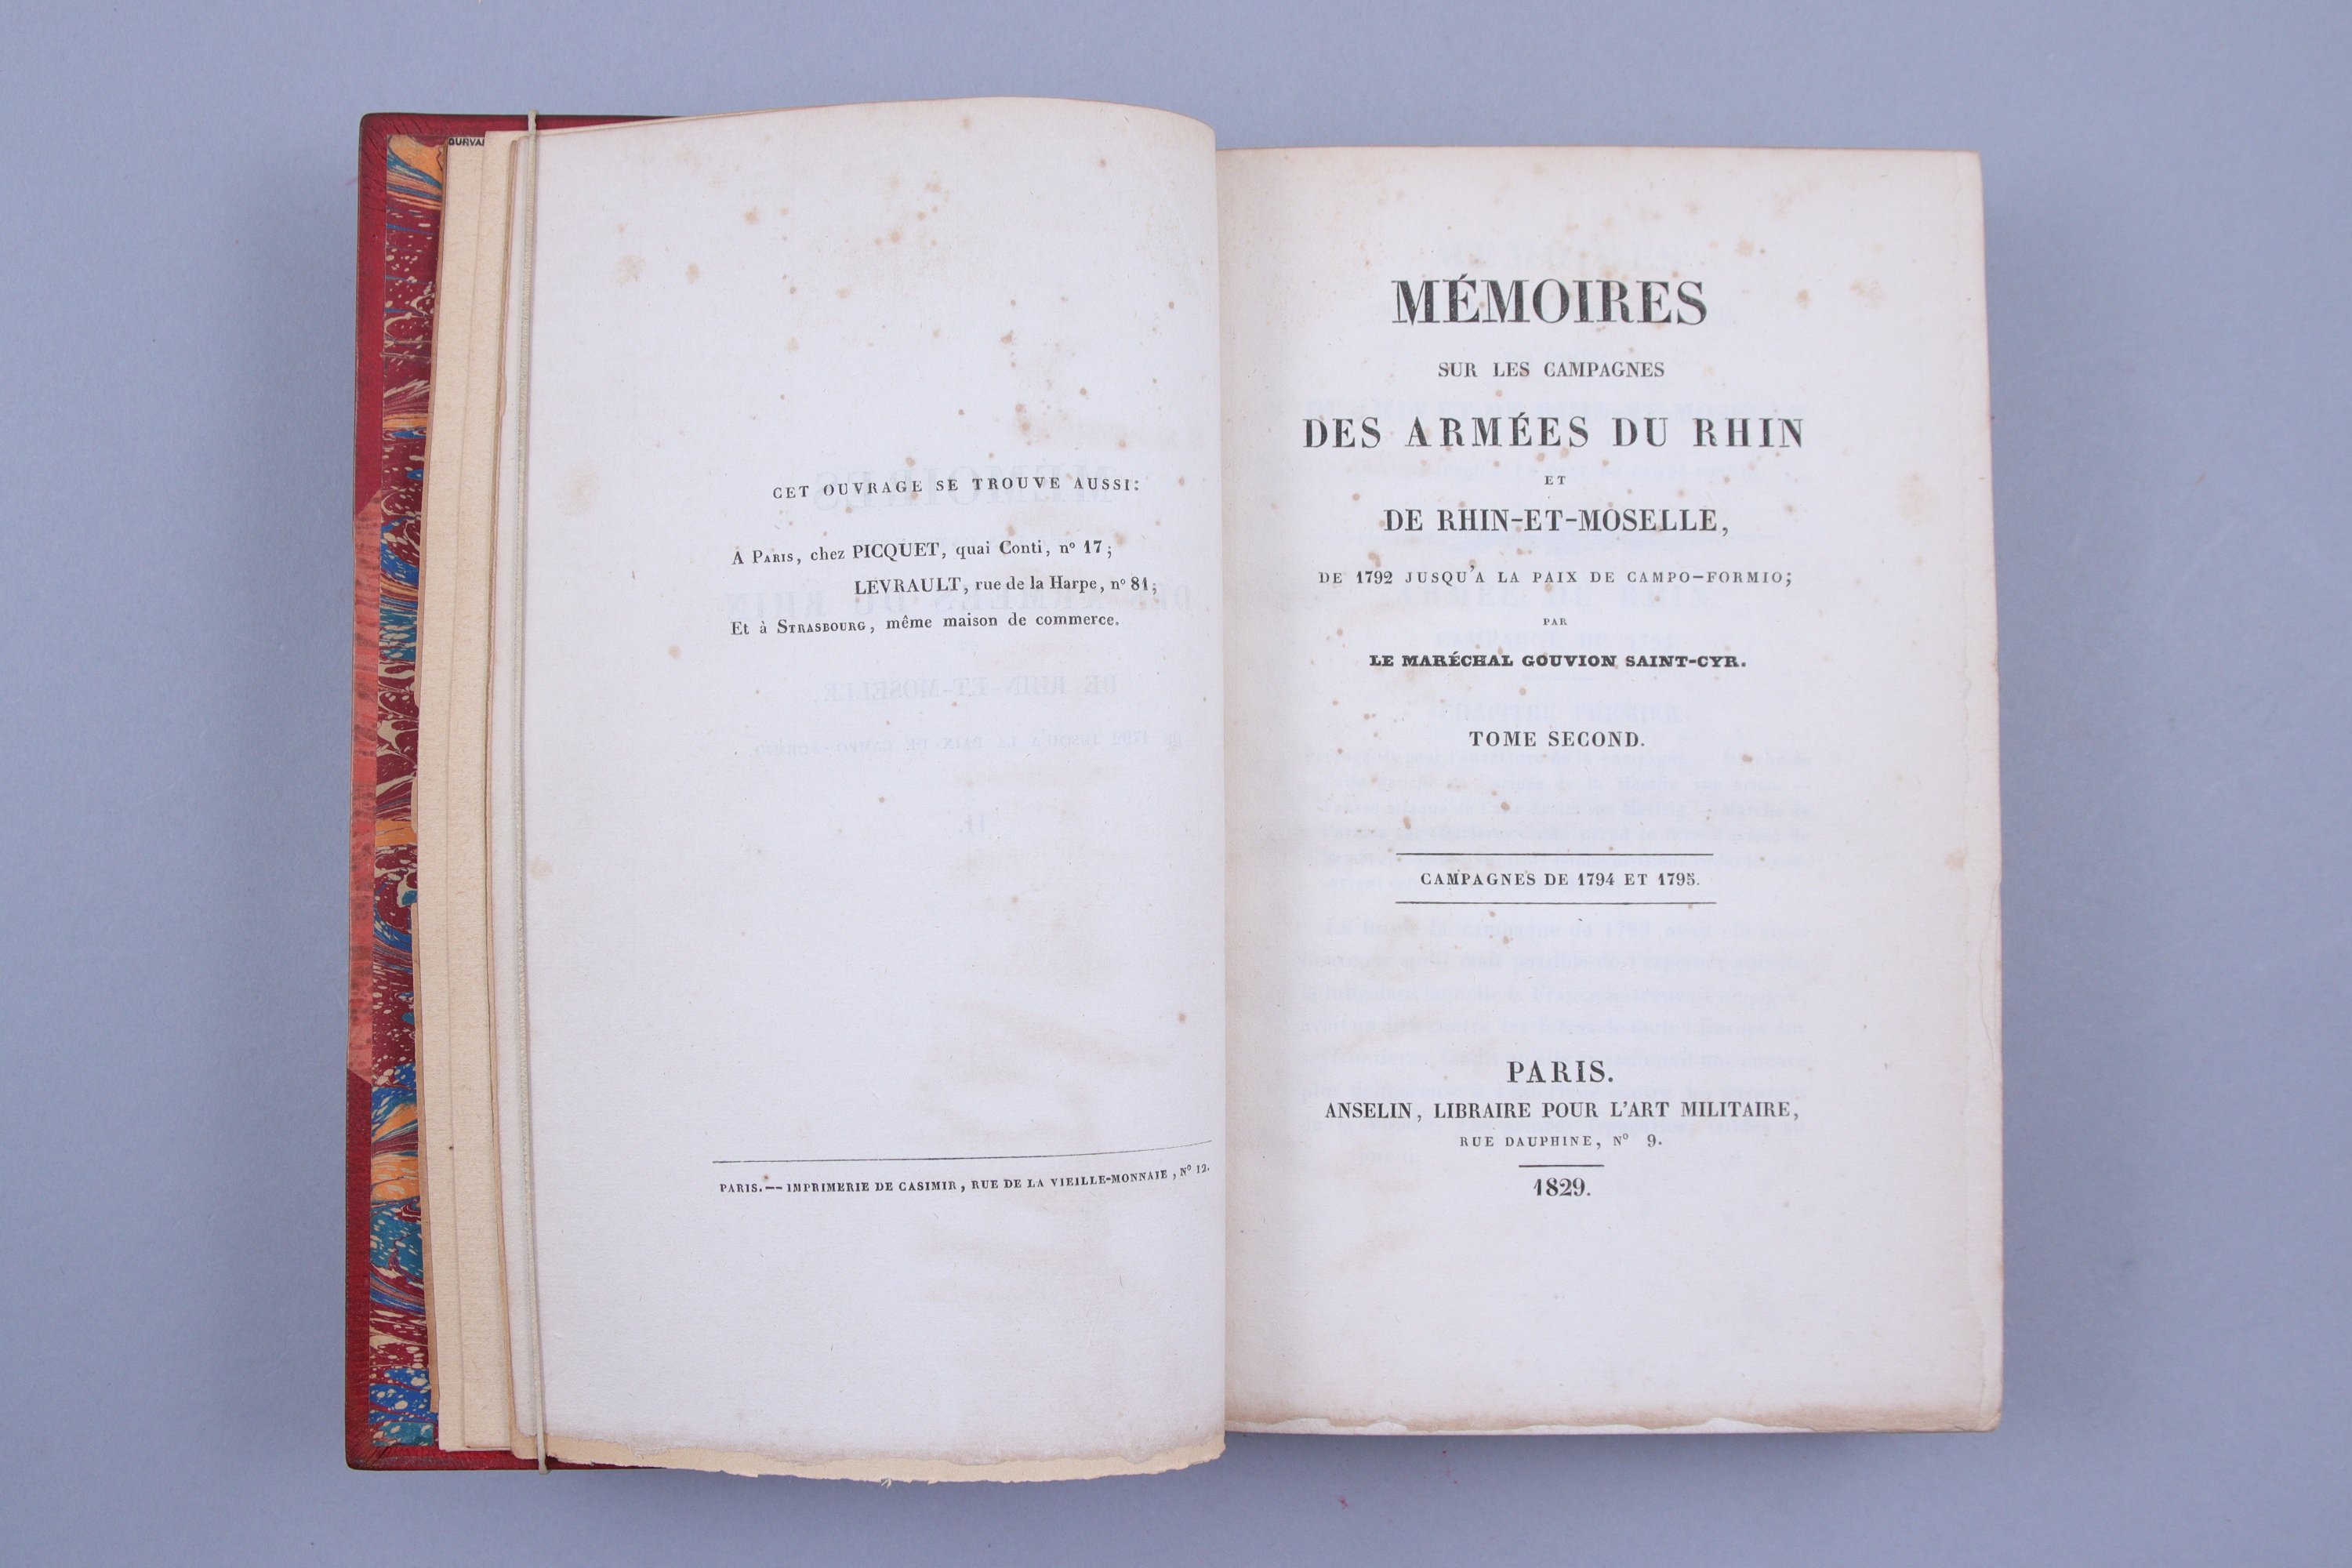 CET OUVRAGE SE TROUVE AUSSI:
A PARIS, chez PICQUET, quai Conti, nº 17;
LEVRAULT, rue de la Harpe, nº 81;
Et à STRASBOURG, même maison de commerce.
PARIS.—IMPRIMERIE DE CASIMIR, RUE DE LA VIEILLE-MONNAIE, Nº 12.
MÉMOIRES
SUR LES CAMPAGNES
DES ARMÉES DU RHIN
ET
DE RHIN-ET-MOSELLE,
DE 1792 JUSQU'A LA PAIX DE CAMPO-FORMIO;
PAR
LE MARÉCHAL GOUVION SAINT-CYR.
TOME SECOND.
CAMPAGNES DE 1794 ET 1795.
PARIS.
ANSELIN, LIBRAIRE POUR L'ART MILITAIRE,
RUE DAUPHINE, Nº 9.
1829.